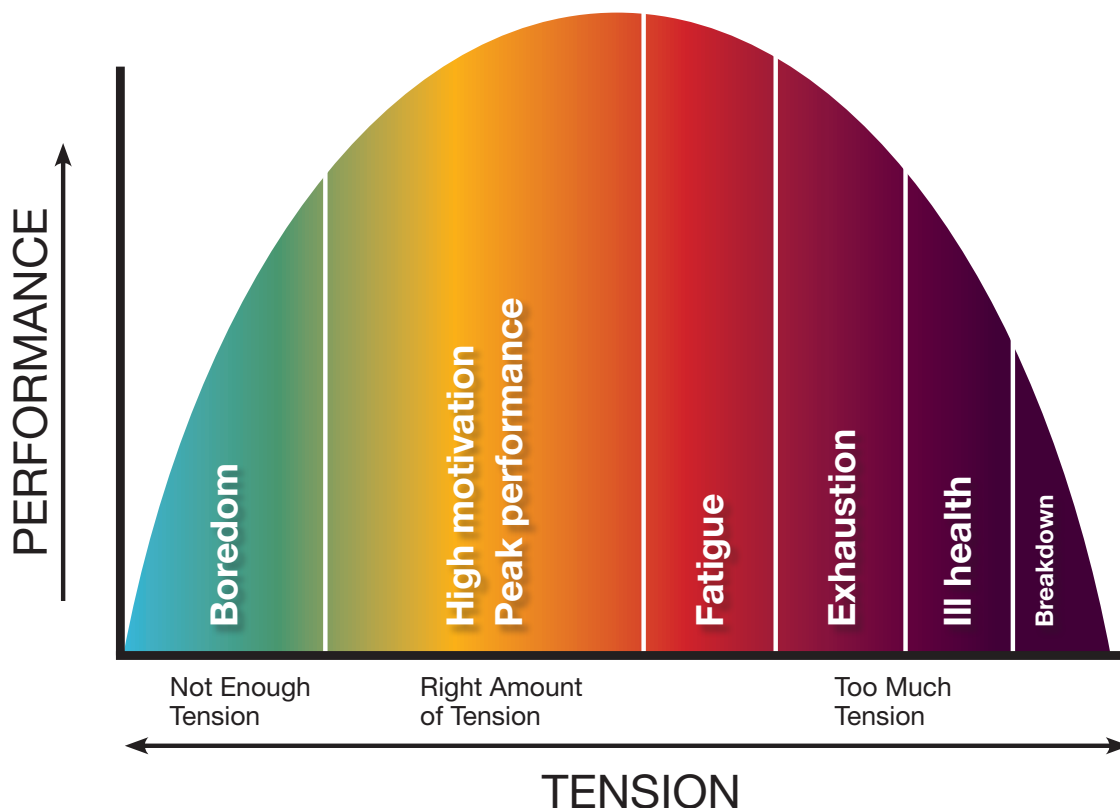 PERFORMANCE
Boredom
High motivation
Peak performance
Fatigue
Exhaustion
Ill health
Breakdown
Not Enough
Tension
Right Amount
of Tension
Too Much
Tension
TENSION